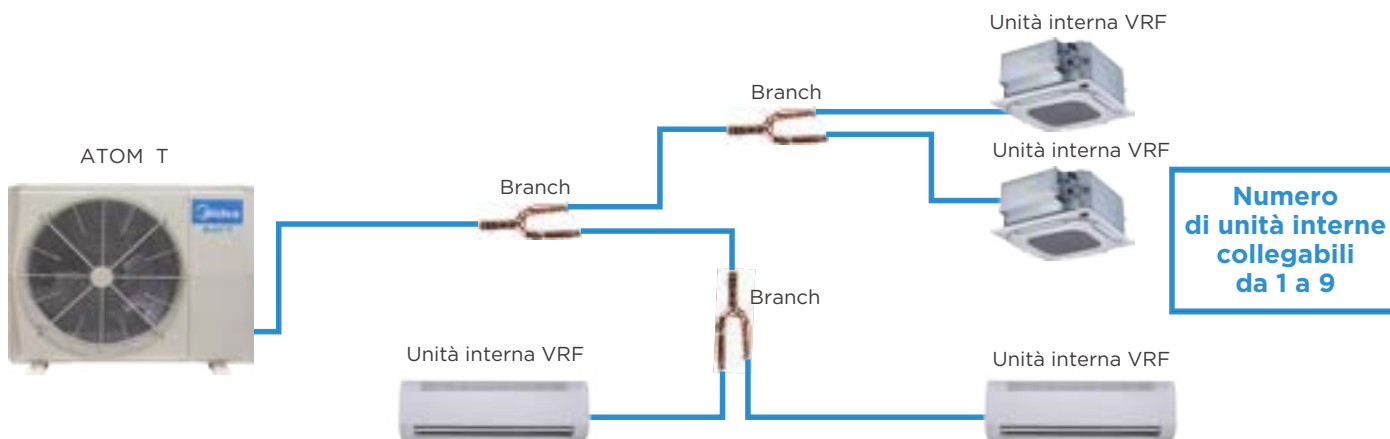 Unità interna VRF
Branch
Unità interna VRF
ATOM T
Branch
Midea
Numero
di unità interne
collegabili
da 1 a 9
Branch
Unità interna VRF
Unità interna VRF